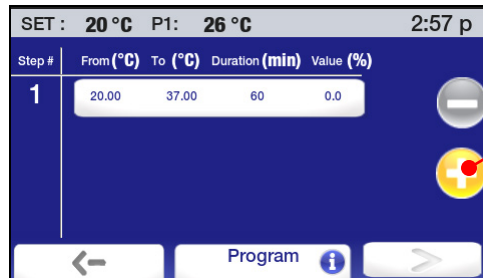 SET : 20 °C P1: 26 °C 2:57 p
Step # From (°C) To (°C) Duration (min) Value (%)
1 20.00 37.00 60 0.0
Program i